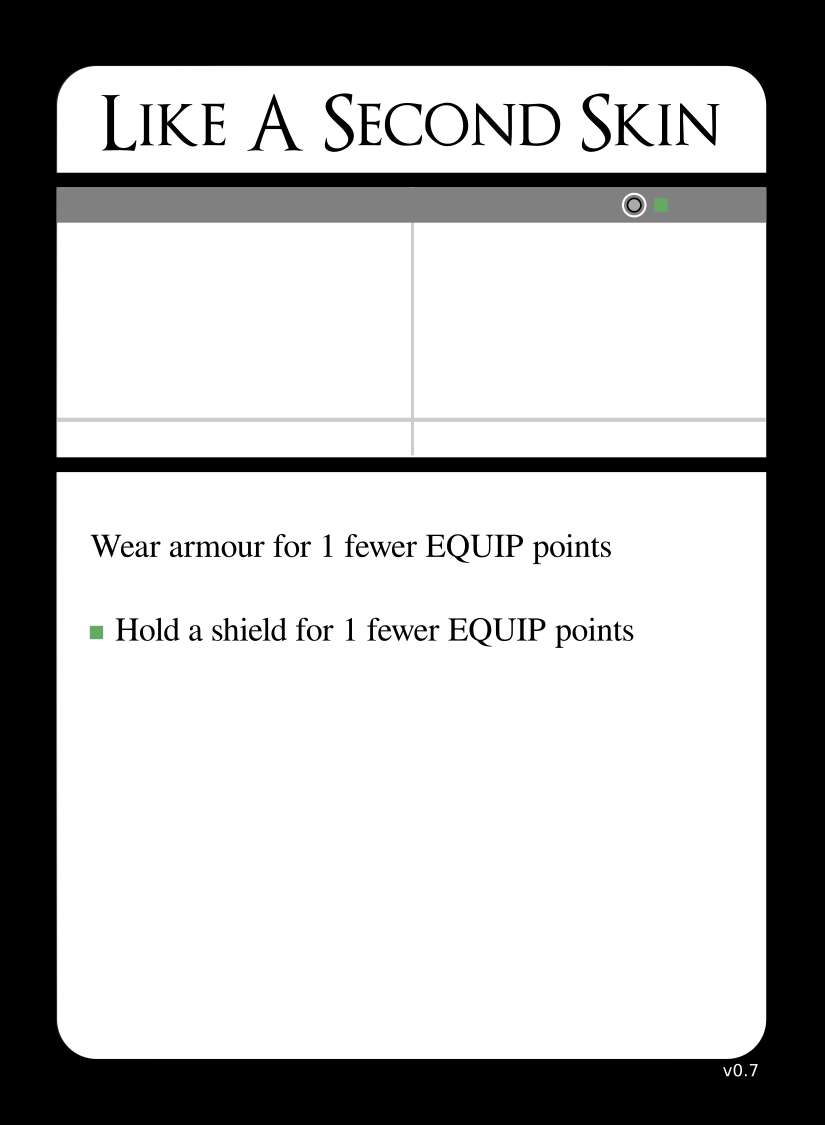 Like A Second Skin
Wear armour for 1 fewer EQUIP points
Hold a shield for 1 fewer EQUIP points
v0.7